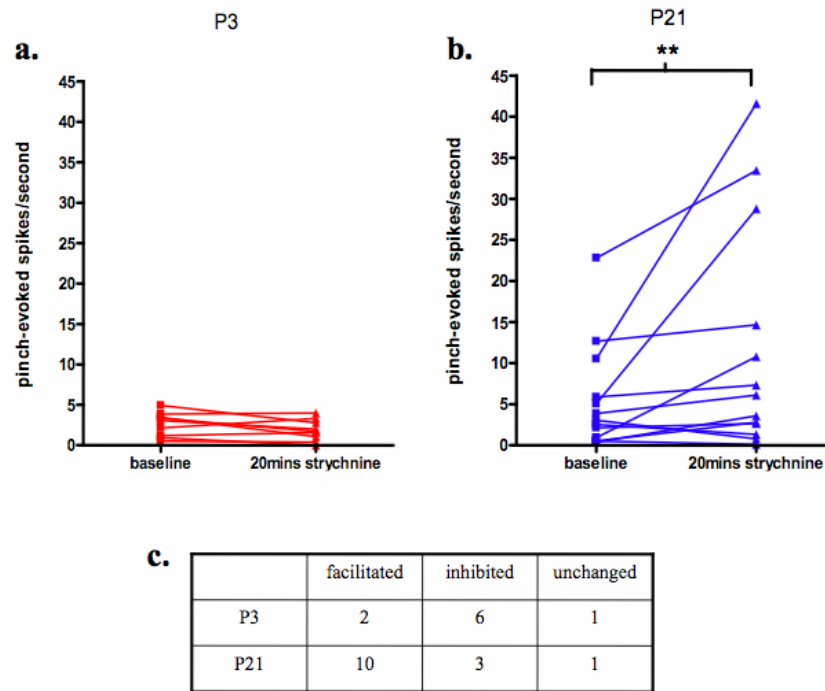 P3
a.
pinch-evoked spikes/second
45
40
35
30
25
20
15
10
5
0
baseline 20mins strychnine
P21
b.
**
pinch-evoked spikes/second
45
40
35
30
25
20
15
10
5
0
baseline 20mins strychnine
c.
facilitated inhibited unchanged
P3 2 6 1
P21 10 3 1